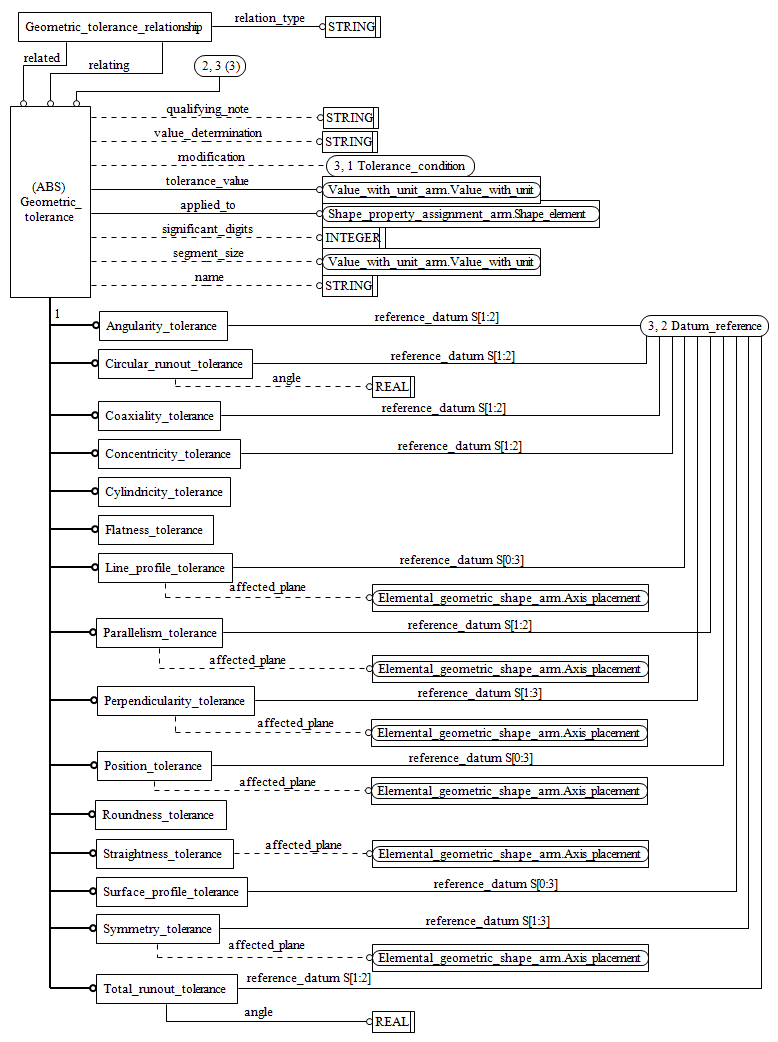 Geometric_tolerance_relationship
relation_type
STRING
related
relating
2, 3 (3)
(ABS)
Geometric_
tolerance
qualifying_note
STRING
value_determination
STRING
modification
3, 1 Tolerance_condition
tolerance_value
Value_with_unit_arm.Value_with_unit
applied_to
Shape_property_assignment_arm.Shape_element
significant_digits
INTEGER
segment_size
Value_with_unit_arm.Value_with_unit
name
STRING
1
Angularity_tolerance
reference_datum S[1:2]
3, 2 Datum_reference
Circular_runout_tolerance
reference_datum S[1:2]
angle
REAL
Coaxiality_tolerance
reference_datum S[1:2]
Concentricity_tolerance
reference_datum S[1:2]
Cylindricity_tolerance
Flatness_tolerance
Line_profile_tolerance
reference_datum S[0:3]
affected_plane
Elemental_geometric_shape_arm.Axis_placement
Parallelism_tolerance
reference_datum S[1:2]
affected_plane
Elemental_geometric_shape_arm.Axis_placement
Perpendicularity_tolerance
reference_datum S[1:3]
affected_plane
Elemental_geometric_shape_arm.Axis_placement
Position_tolerance
reference_datum S[0:3]
affected_plane
Elemental_geometric_shape_arm.Axis_placement
Roundness_tolerance
Straightness_tolerance
affected_plane
Elemental_geometric_shape_arm.Axis_placement
Surface_profile_tolerance
reference_datum S[0:3]
Symmetry_tolerance
reference_datum S[1:3]
affected_plane
Elemental_geometric_shape_arm.Axis_placement
Total_runout_tolerance
reference_datum S[1:2]
angle
REAL